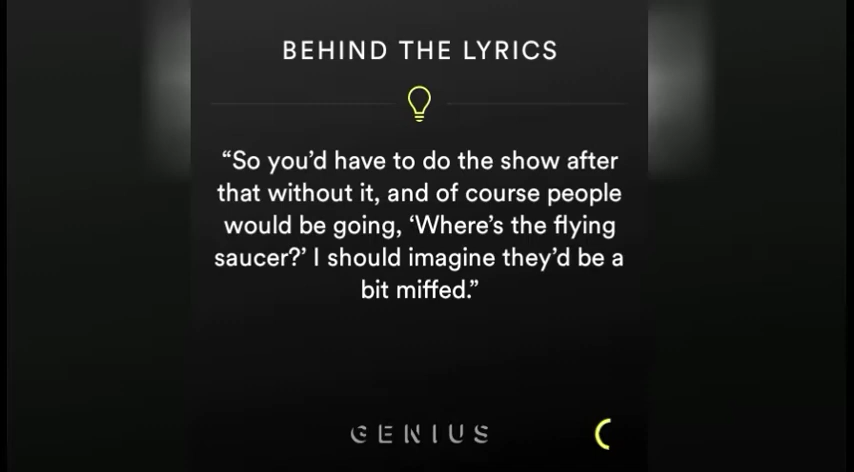 BEHIND THE LYRICS
“So you’d have to do the show after
that without it, and of course people
would be going, ‘Where’s the flying
saucer?’ I should imagine they’d be a
bit miffed.”
GENIUS